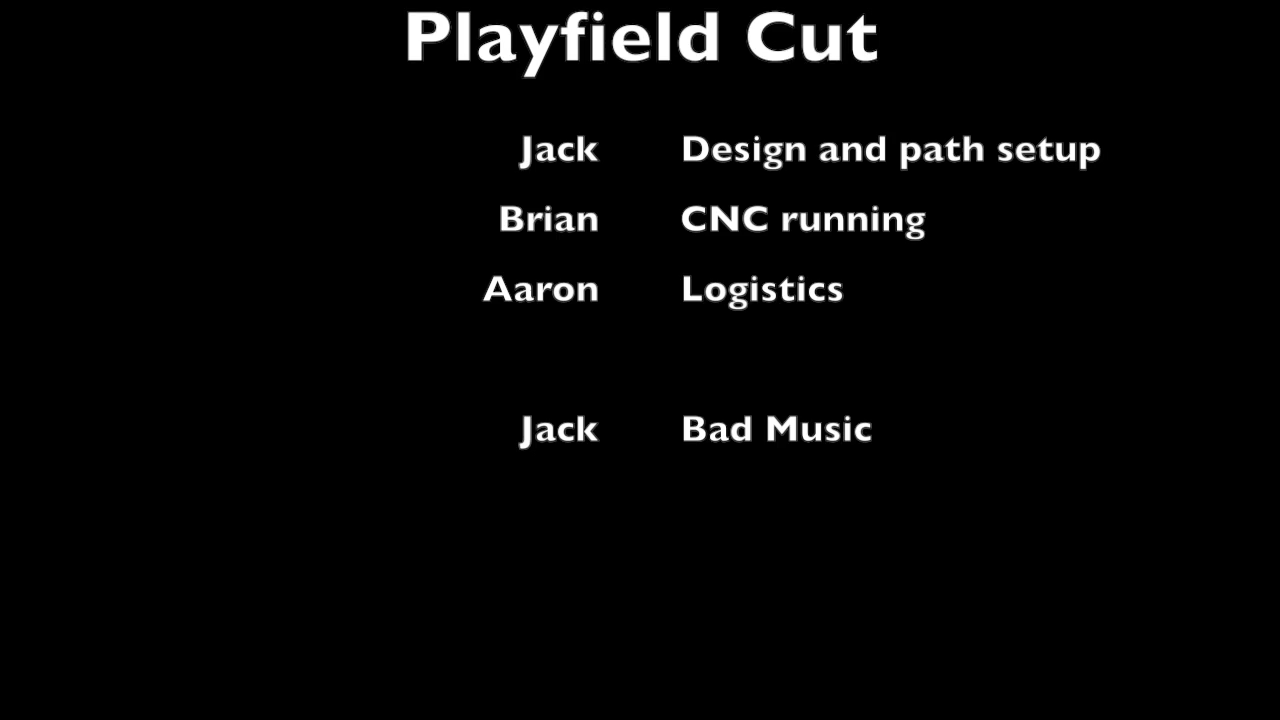 Playfield Cut
Jack Design and path setup
Brian CNC running
Aaron Logistics
Jack Bad Music